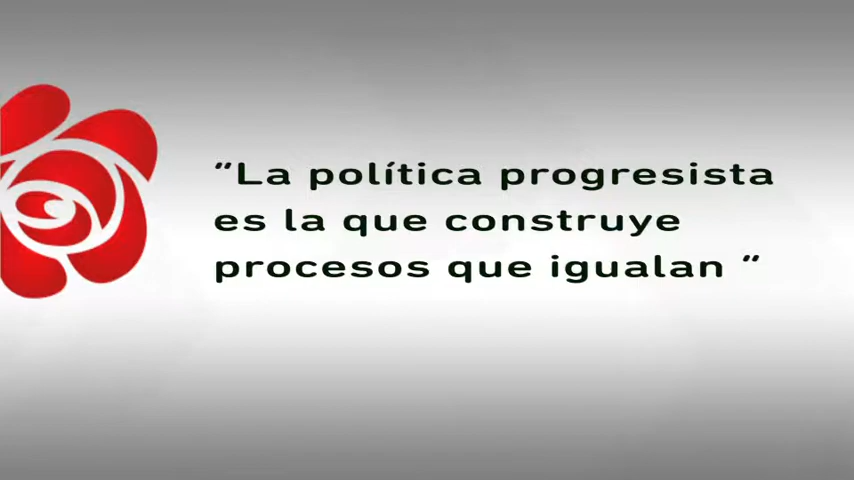 “La política progresista
es la que construye
procesos que igualan “